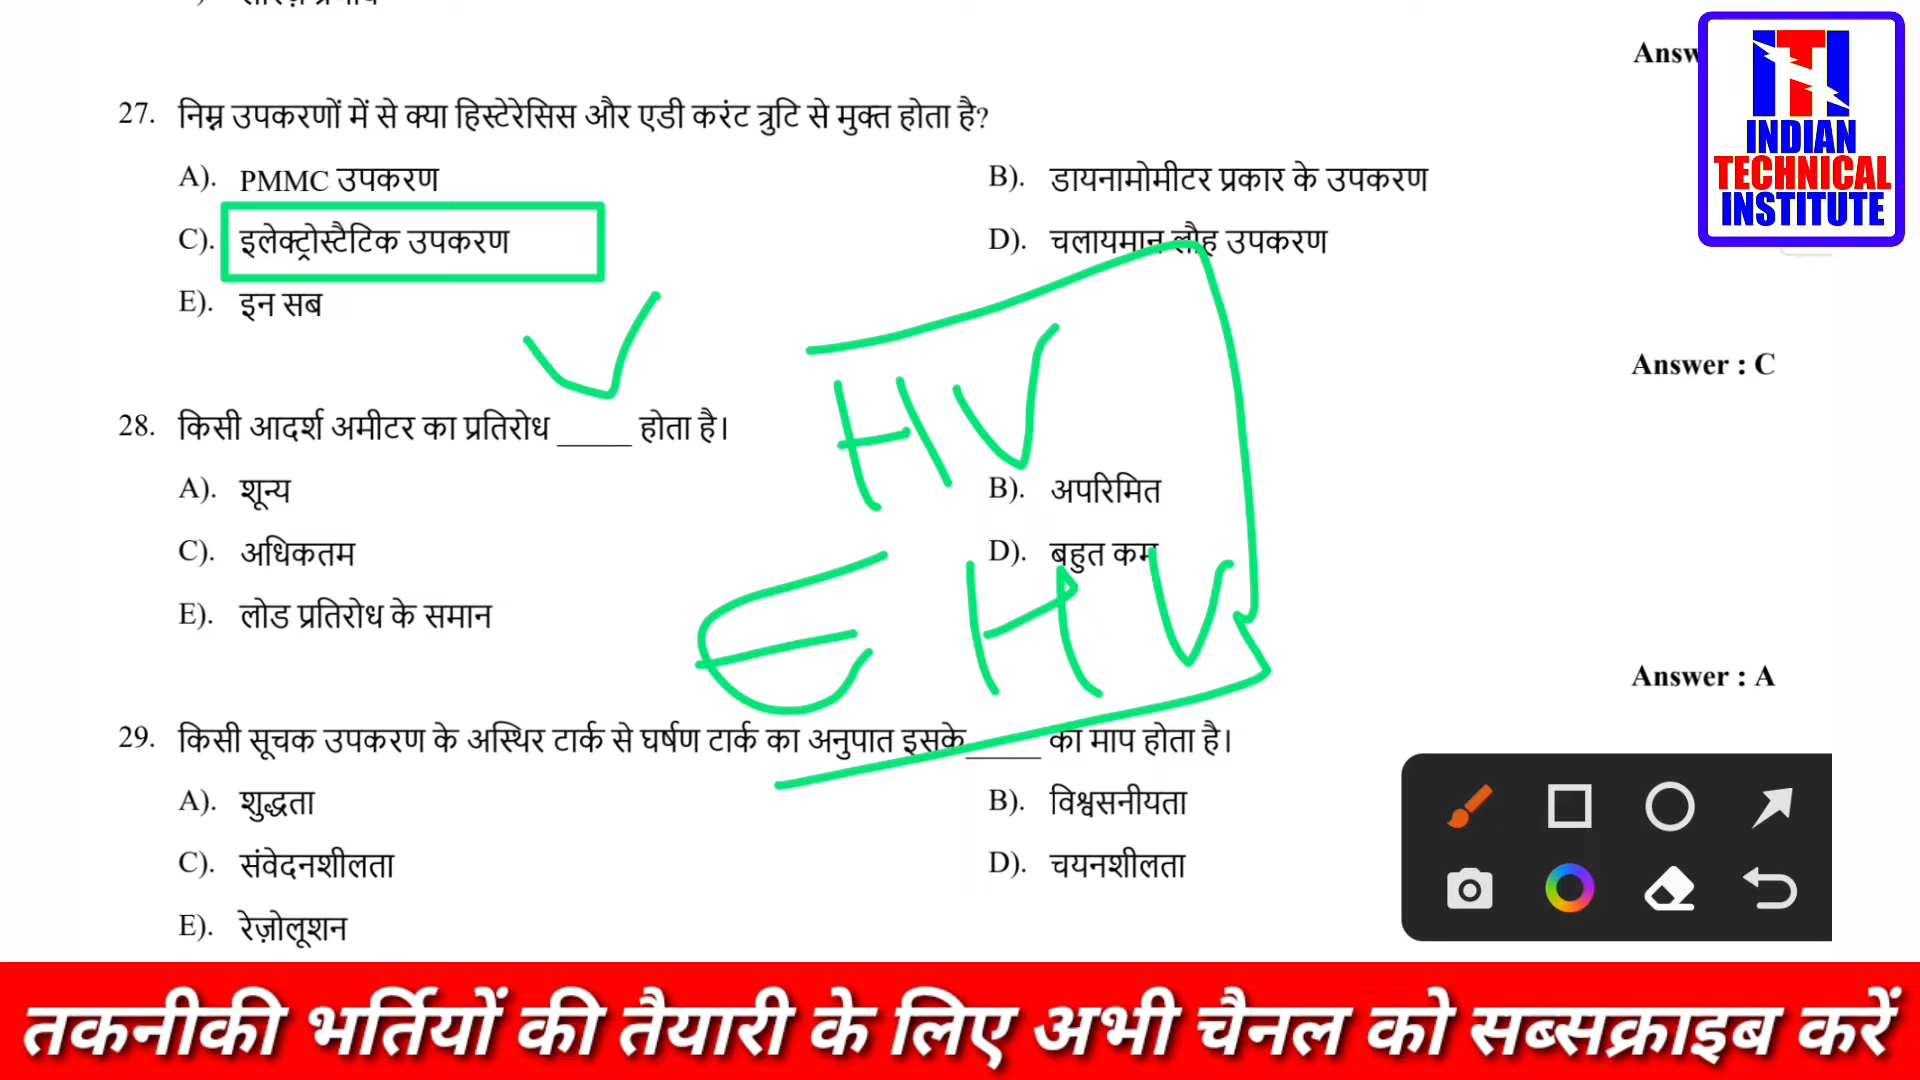 Answ
27. निम्न उपकरणों में से क्या हिस्टेरेसिस और एडी करंट त्रुटि से मुक्त होता है?
A). PMMC उपकरण B). डायनामोमीटर प्रकार के उपकरण
C). इलेक्ट्रोस्टैटिक उपकरण D). चलायमान लौह उपकरण
E). इन सब
Answer : C
HV
28. किसी आदर्श अमीटर का प्रतिरोध _____ होता है।
A). शून्य B). अपरिमित
C). अधिकतम D). बहुत कम
E). लोड प्रतिरोध के समान
EHV
Answer : A
29. किसी सूचक उपकरण के अस्थिर टार्क से घर्षण टार्क का अनुपात इसके_____ का माप होता है।
A). शुद्धता B). विश्वसनीयता
C). संवेदनशीलता D). चयनशीलता
E). रेज़ोलूशन
ITI
INDIAN
TECHNICAL
INSTITUTE
तकनीकी भर्तियों की तैयारी के लिए अभी चैनल को सब्सक्राइब करें